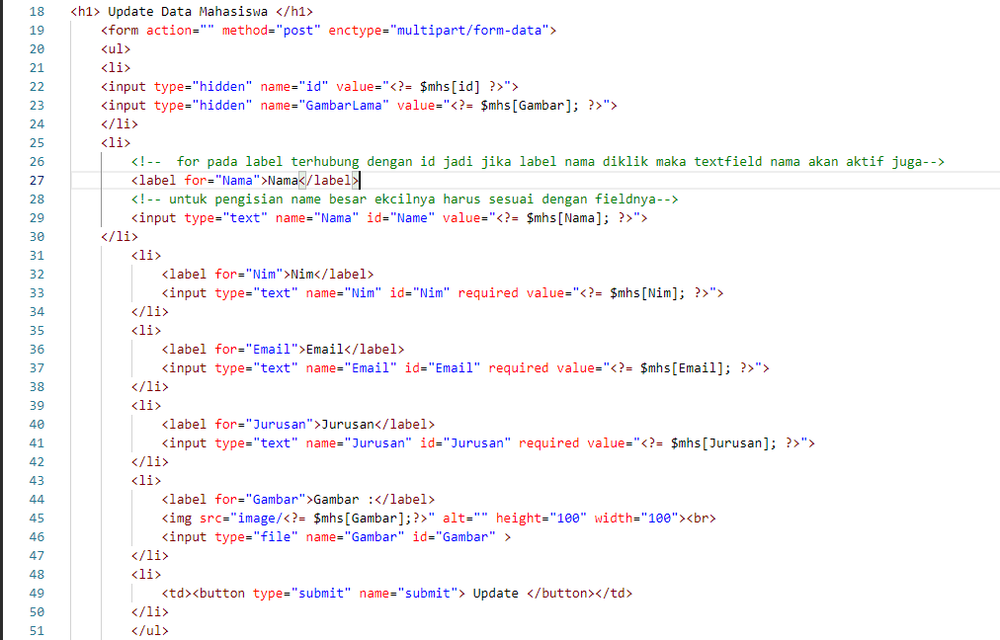 18 <h1> Update Data Mahasiswa </h1>
19 <form action="" method="post" enctype="multipart/form-data">
20 <ul>
21 <li>
22 <input type="hidden" name="id" value="<?= $mhs[id] ?>">
23 <input type="hidden" name="GambarLama" value="<?= $mhs[Gambar]; ?>">
24 </li>
25 <li>
26 <!--  for pada label terhubung dengan id jadi jika label nama diklik maka textfield nama akan aktif juga-->
27 <label for="Nama">Nama</label>
28 <!-- untuk pengisian name besar ekcilnya harus sesuai dengan fieldnya-->
29 <input type="text" name="Nama" id="Name" value="<?= $mhs[Nama]; ?>">
30 </li>
31 <li>
32 <label for="Nim">Nim</label>
33 <input type="text" name="Nim" id="Nim" required value="<?= $mhs[Nim]; ?>">
34 </li>
35 <li>
36 <label for="Email">Email</label>
37 <input type="text" name="Email" id="Email" required value="<?= $mhs[Email]; ?>">
38 </li>
39 <li>
40 <label for="Jurusan">Jurusan</label>
41 <input type="text" name="Jurusan" id="Jurusan" required value="<?= $mhs[Jurusan]; ?>">
42 </li>
43 <li>
44 <label for="Gambar">Gambar :</label>
45 <img src="image/<?= $mhs[Gambar];?>" alt="" height="100" width="100"><br>
46 <input type="file" name="Gambar" id="Gambar" >
47 </li>
48 <li>
49 <td><button type="submit" name="submit"> Update </button></td>
50 </li>
51 </ul>